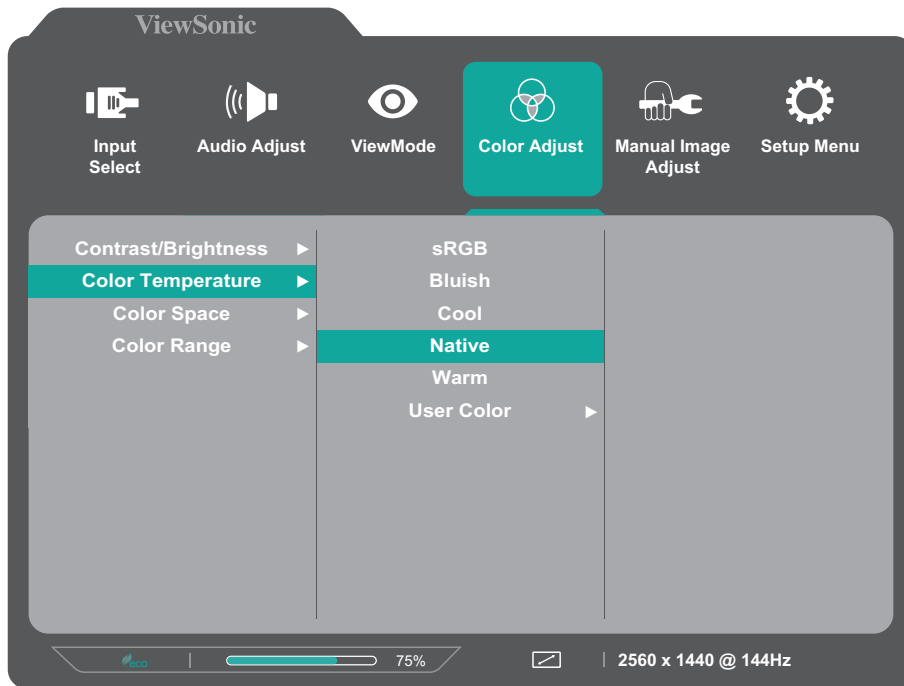 ViewSonic
Input
Select
Audio Adjust
ViewMode
Color Adjust
Manual Image
Adjust
Setup Menu
Contrast/Brightness
Color Temperature
Color Space
Color Range
sRGB
Bluish
Cool
Native
Warm
User Color
eco
75%
2560 x 1440 @ 144Hz